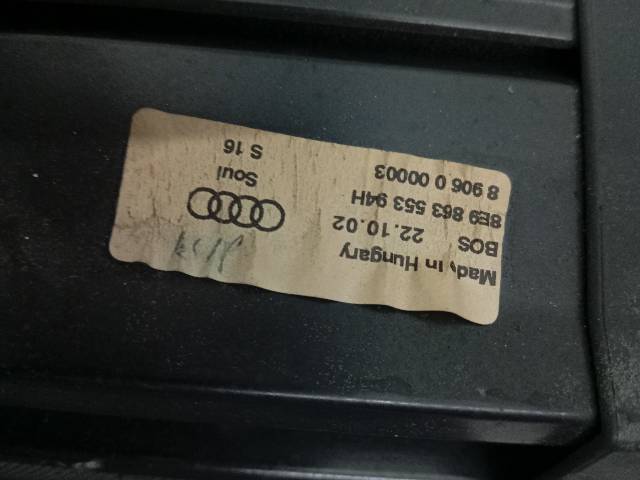 Made in Hungary
BOS 22.10.02
8E9 863 553 94H
8 906 0 00003
Soul
S 16